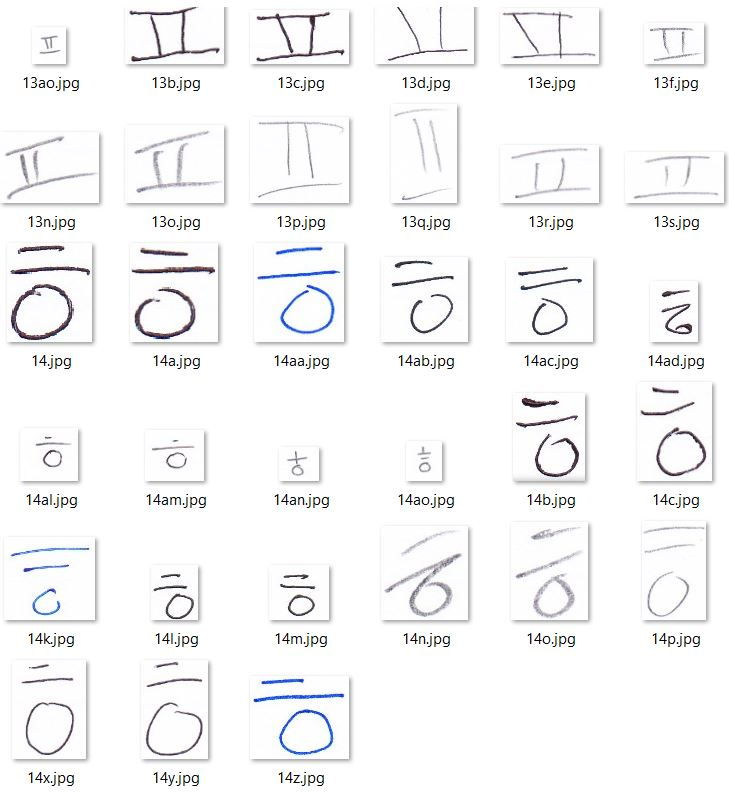 13ao.jpg 13b.jpg 13c.jpg 13d.jpg 13e.jpg 13f.jpg
13n.jpg 13o.jpg 13p.jpg 13q.jpg 13r.jpg 13s.jpg
14.jpg 14a.jpg 14aa.jpg 14ab.jpg 14ac.jpg 14ad.jpg
14al.jpg 14am.jpg 14an.jpg 14ao.jpg 14b.jpg 14c.jpg
14k.jpg 14l.jpg 14m.jpg 14n.jpg 14o.jpg 14p.jpg
14x.jpg 14y.jpg 14z.jpg